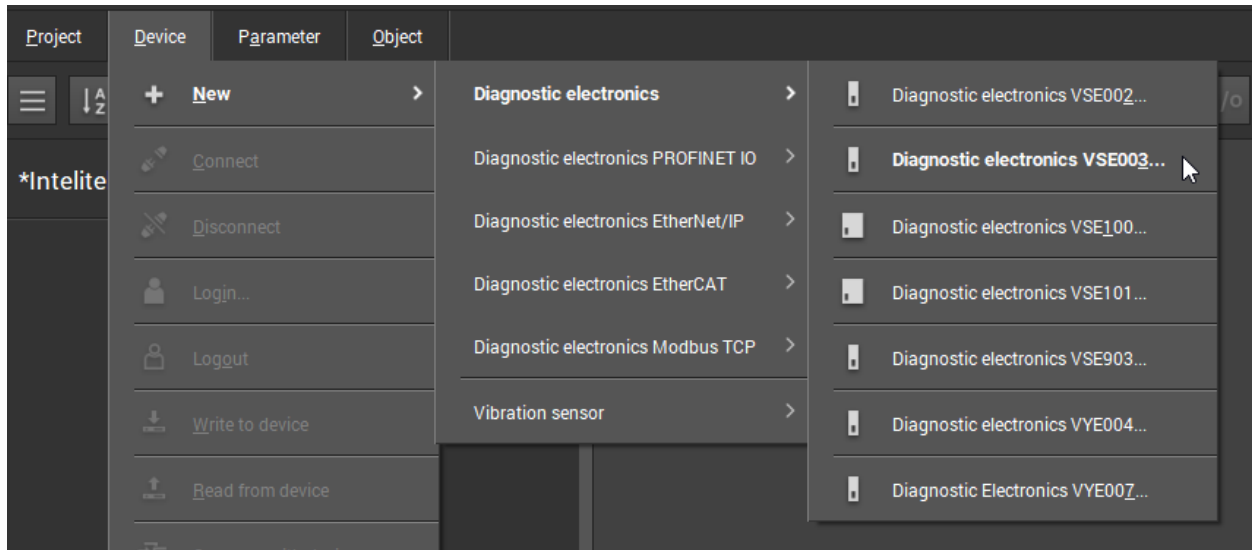 Project Device Parameter Object
*Intelite
New
Connect
Disconnect
Login...
Logout
Write to device
Read from device
Diagnostic electronics
Diagnostic electronics PROFINET IO
Diagnostic electronics EtherNet/IP
Diagnostic electronics EtherCAT
Diagnostic electronics Modbus TCP
Vibration sensor
Diagnostic electronics VSE002...
Diagnostic electronics VSE003...
Diagnostic electronics VSE100...
Diagnostic electronics VSE101...
Diagnostic electronics VSE903...
Diagnostic electronics VYE004...
Diagnostic Electronics VYE007...